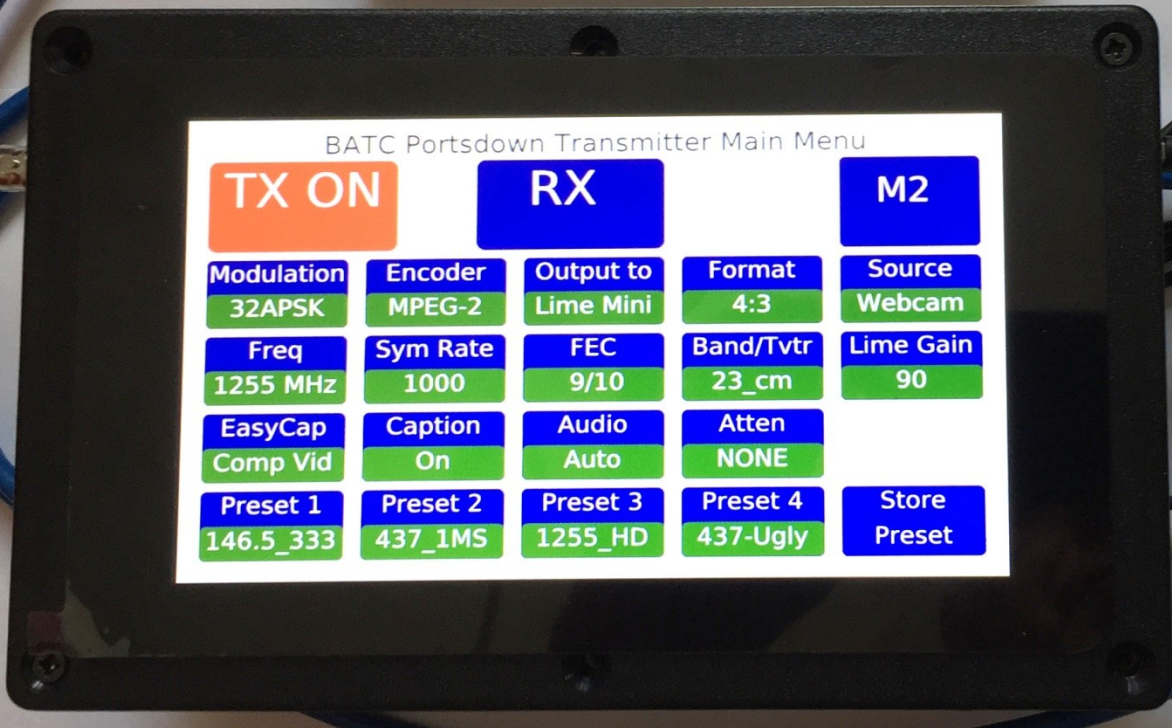 BATC Portsdown Transmitter Main Menu
TX ON
RX
M2
Modulation
32APSK
Encoder
MPEG-2
Output to
Lime Mini
Format
4:3
Source
Webcam
Freq
1255 MHz
Sym Rate
1000
FEC
9/10
Band/Tvtr
23_cm
Lime Gain
90
EasyCap
Comp Vid
Caption
On
Audio
Auto
Atten
NONE
Preset 1
146.5_333
Preset 2
437_1MS
Preset 3
1255_HD
Preset 4
437-Ugly
Store
Preset